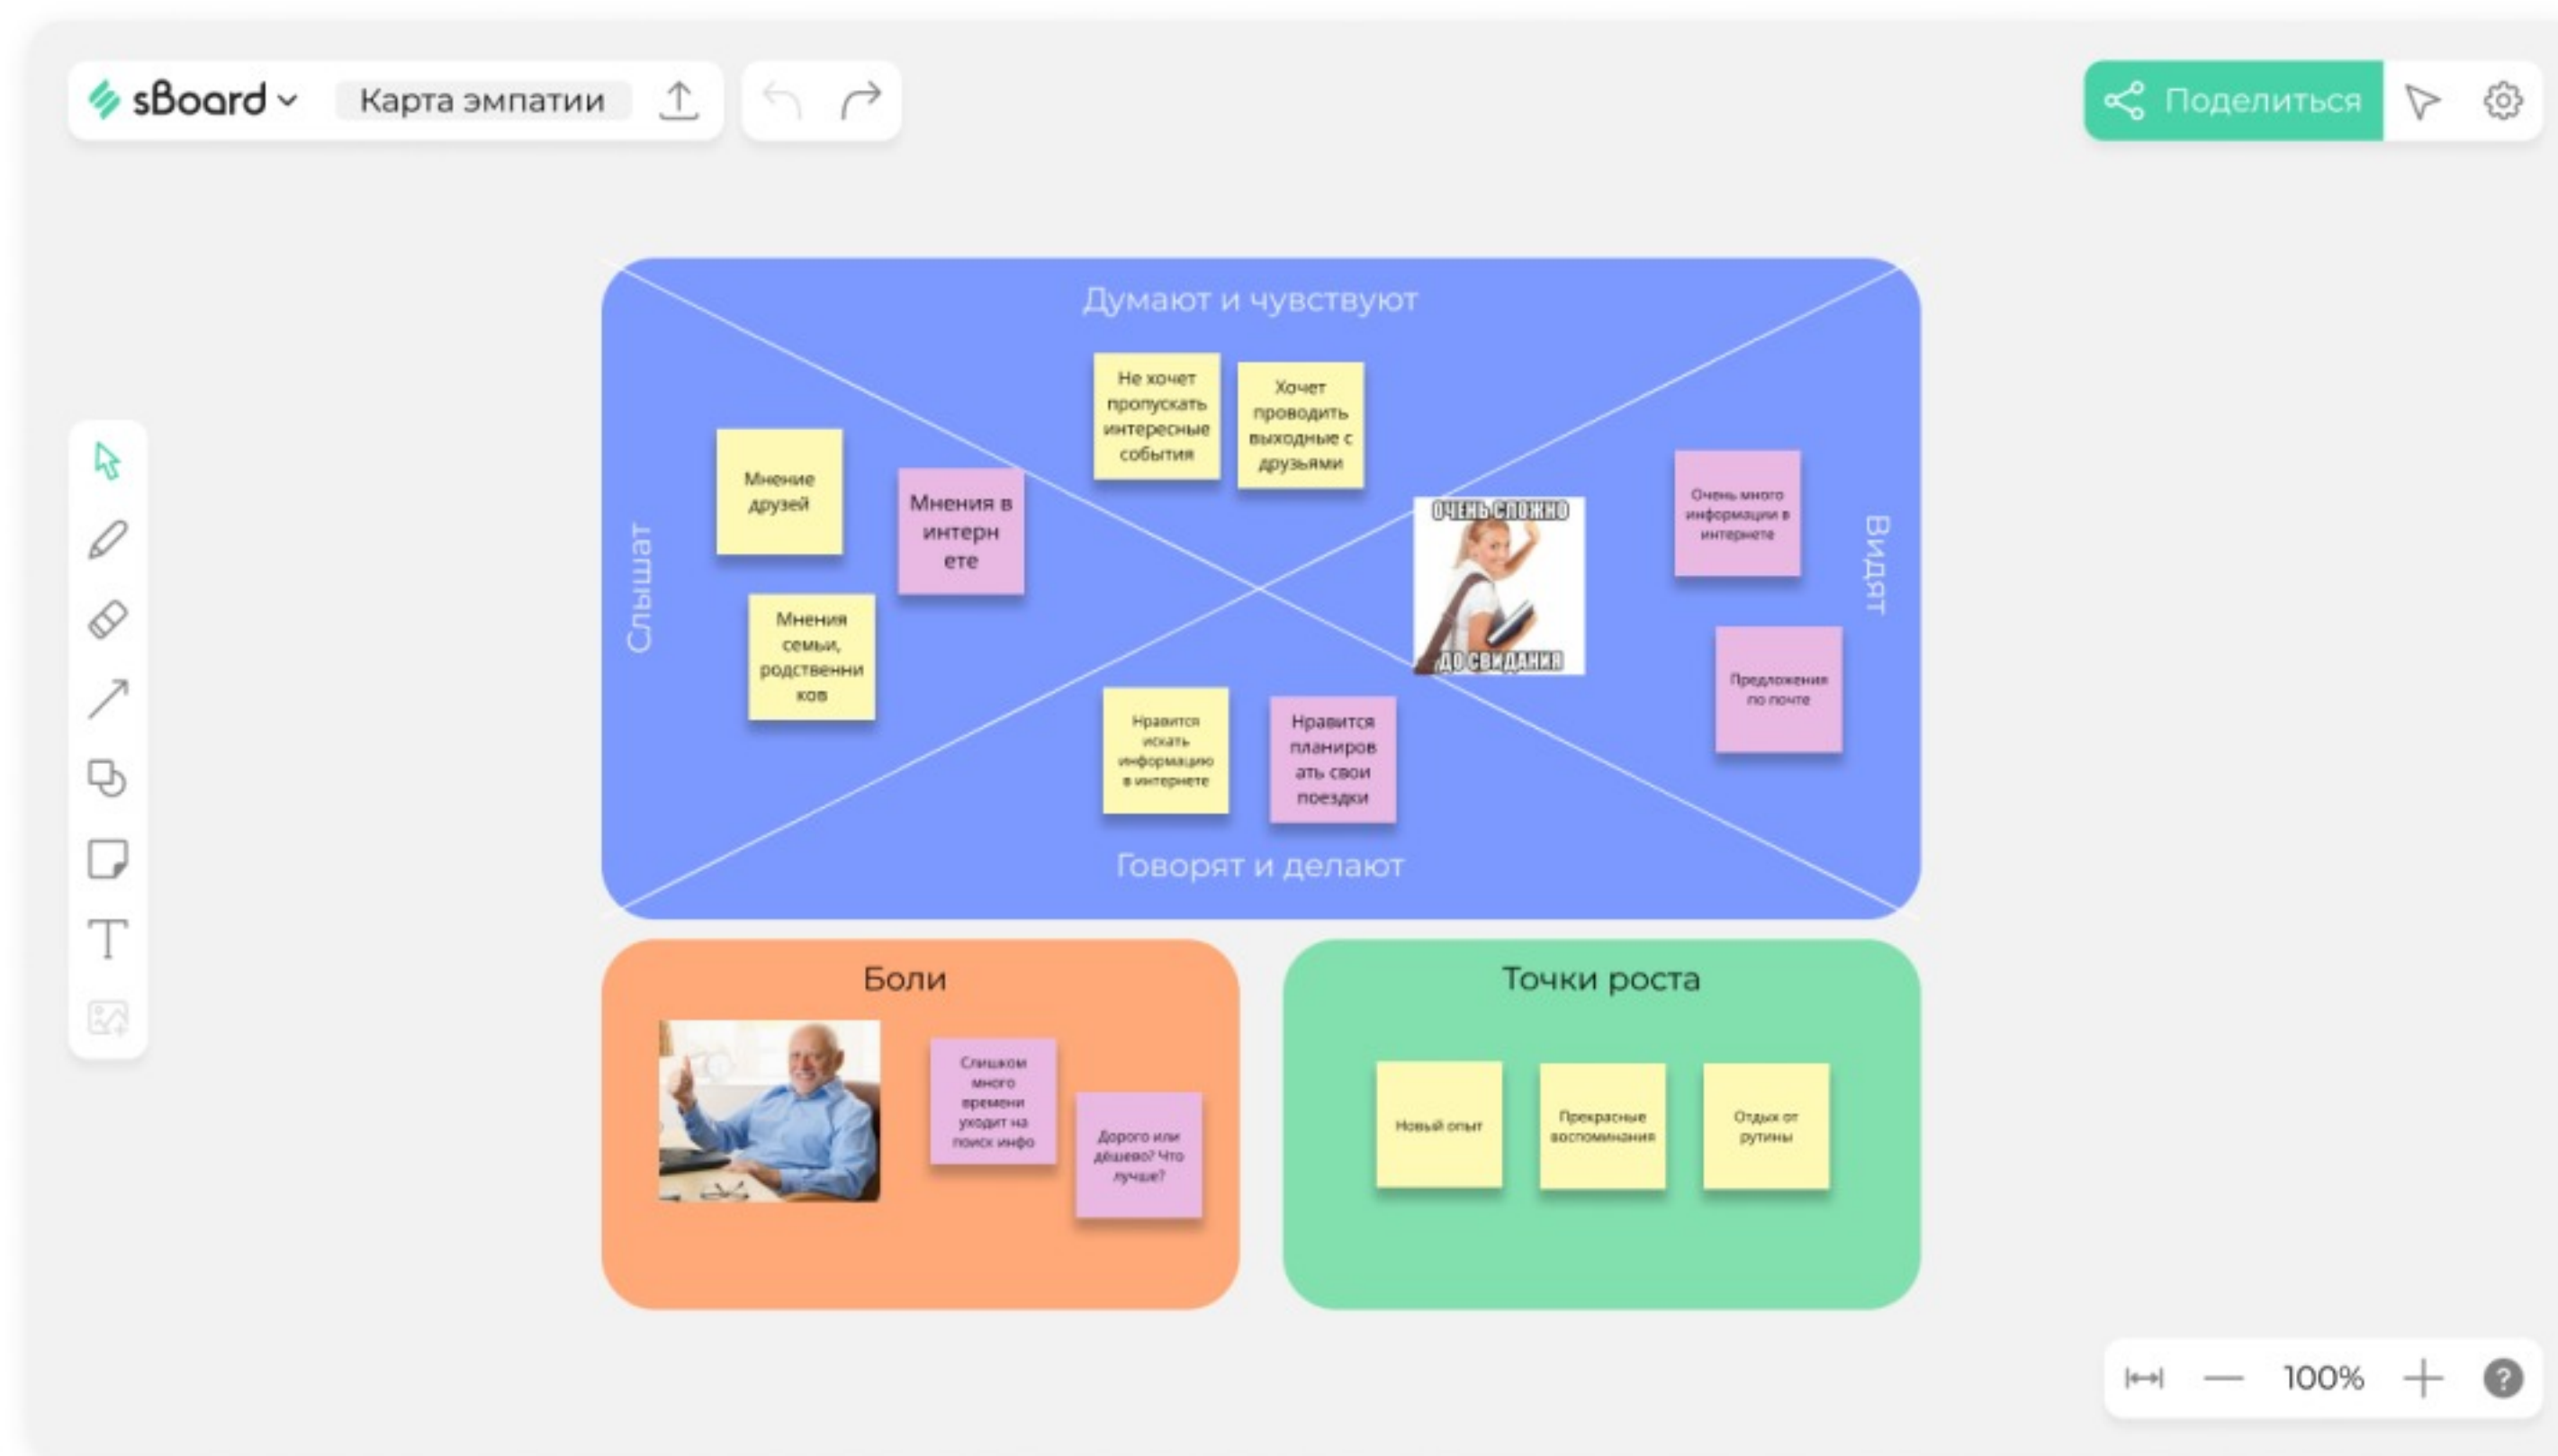 sBoard
Карта эмпатии
Поделиться
Думают и чувствуют
Не хочет
пропускать
интересные
события
Хочет
проводить
выходные с
друзьями
Слышат
Мнение
друзей
Мнения в
интерн
ете
Мнения
семьи,
родственни
ков
ОЧЕНЬ СЛОЖНО
ДО СВИДАНИЯ
Видят
Очень много
информации в
интернете
Предложения
по почте
Нравится
искать
информацию
в интернете
Нравится
планиров
ать свои
поездки
Говорят и делают
Боли
Слишком
много
времени
уходит на
поиск инфо
Дорого или
дёшево? Что
лучше?
Точки роста
Новый опыт
Прекрасные
воспоминания
Отдых от
рутины
100%
?